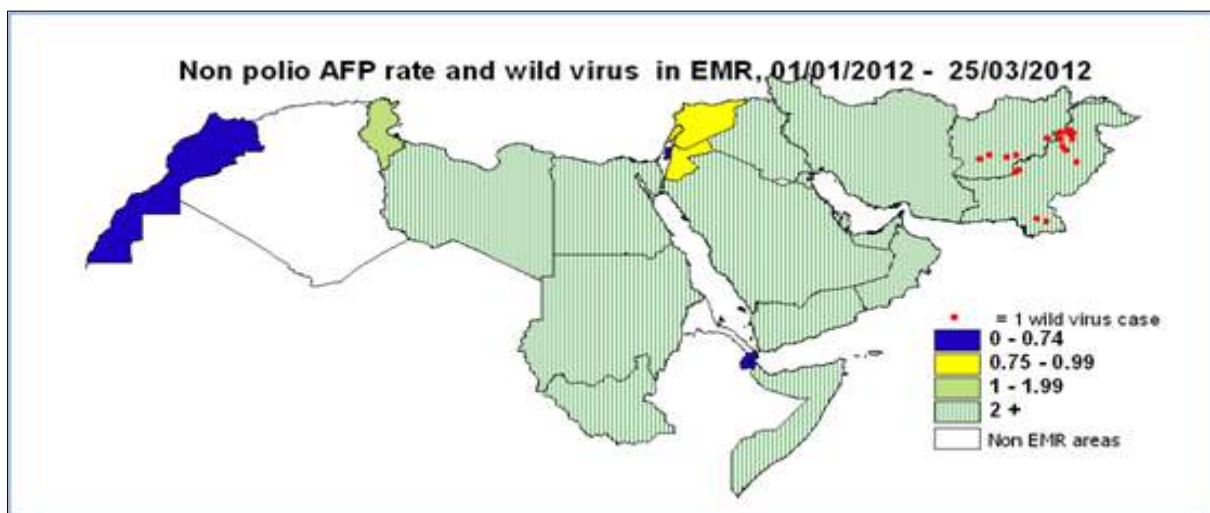 Non polio AFP rate and wild virus in EMR, 01/01/2012 - 25/03/2012
= 1 wild virus case
0 - 0.74
0.75 - 0.99
1 - 1.99
2 +
Non EMR areas